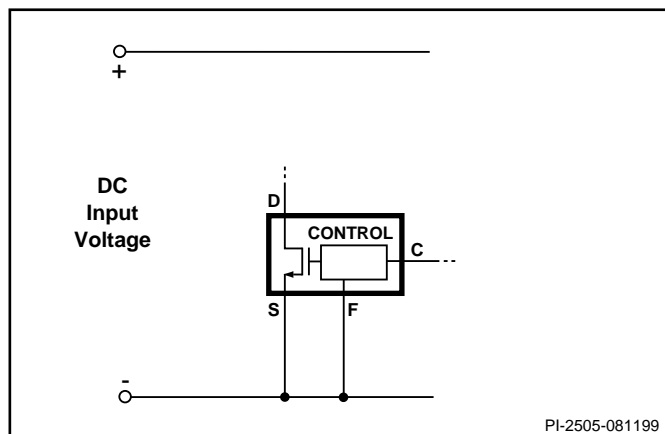 +
DC
Input
Voltage
D
CONTROL
C
S
F
-
PI-2505-081199